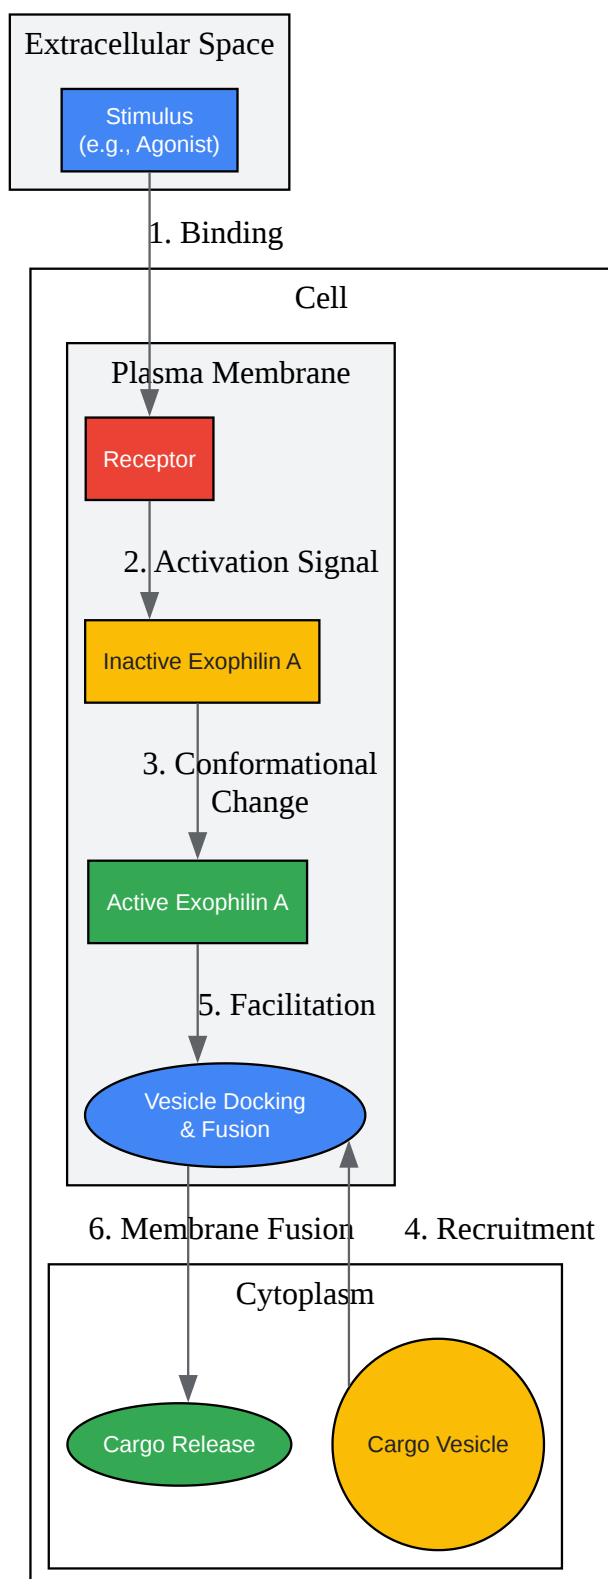 Extracellular Space
Stimulus
(e.g., Agonist)
1. Binding
Cell
Plasma Membrane
Receptor
2. Activation Signal
Inactive Exophilin A
3. Conformational
Change
Active Exophilin A
5. Facilitation
Vesicle Docking
& Fusion
6. Membrane Fusion
4. Recruitment
Cytoplasm
Cargo Release
Cargo Vesicle